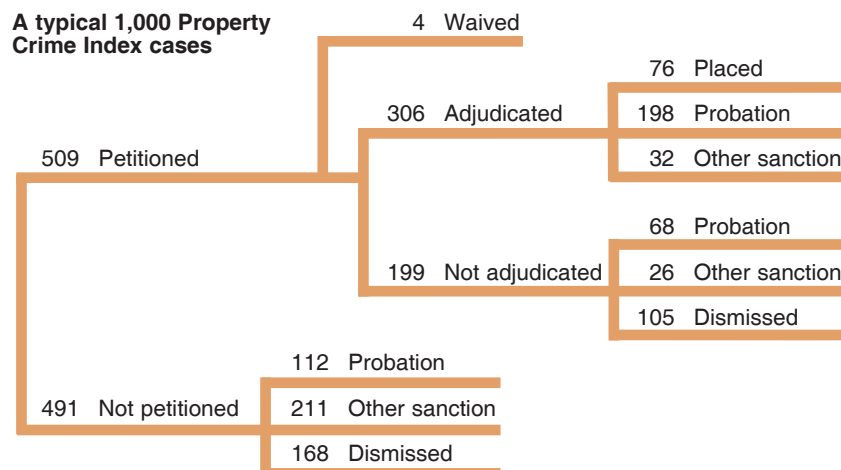 A typical 1,000 Property
Crime Index cases
4 Waived
76 Placed
306 Adjudicated
198 Probation
32 Other sanction
509 Petitioned
68 Probation
199 Not adjudicated
26 Other sanction
105 Dismissed
112 Probation
491 Not petitioned
211 Other sanction
168 Dismissed